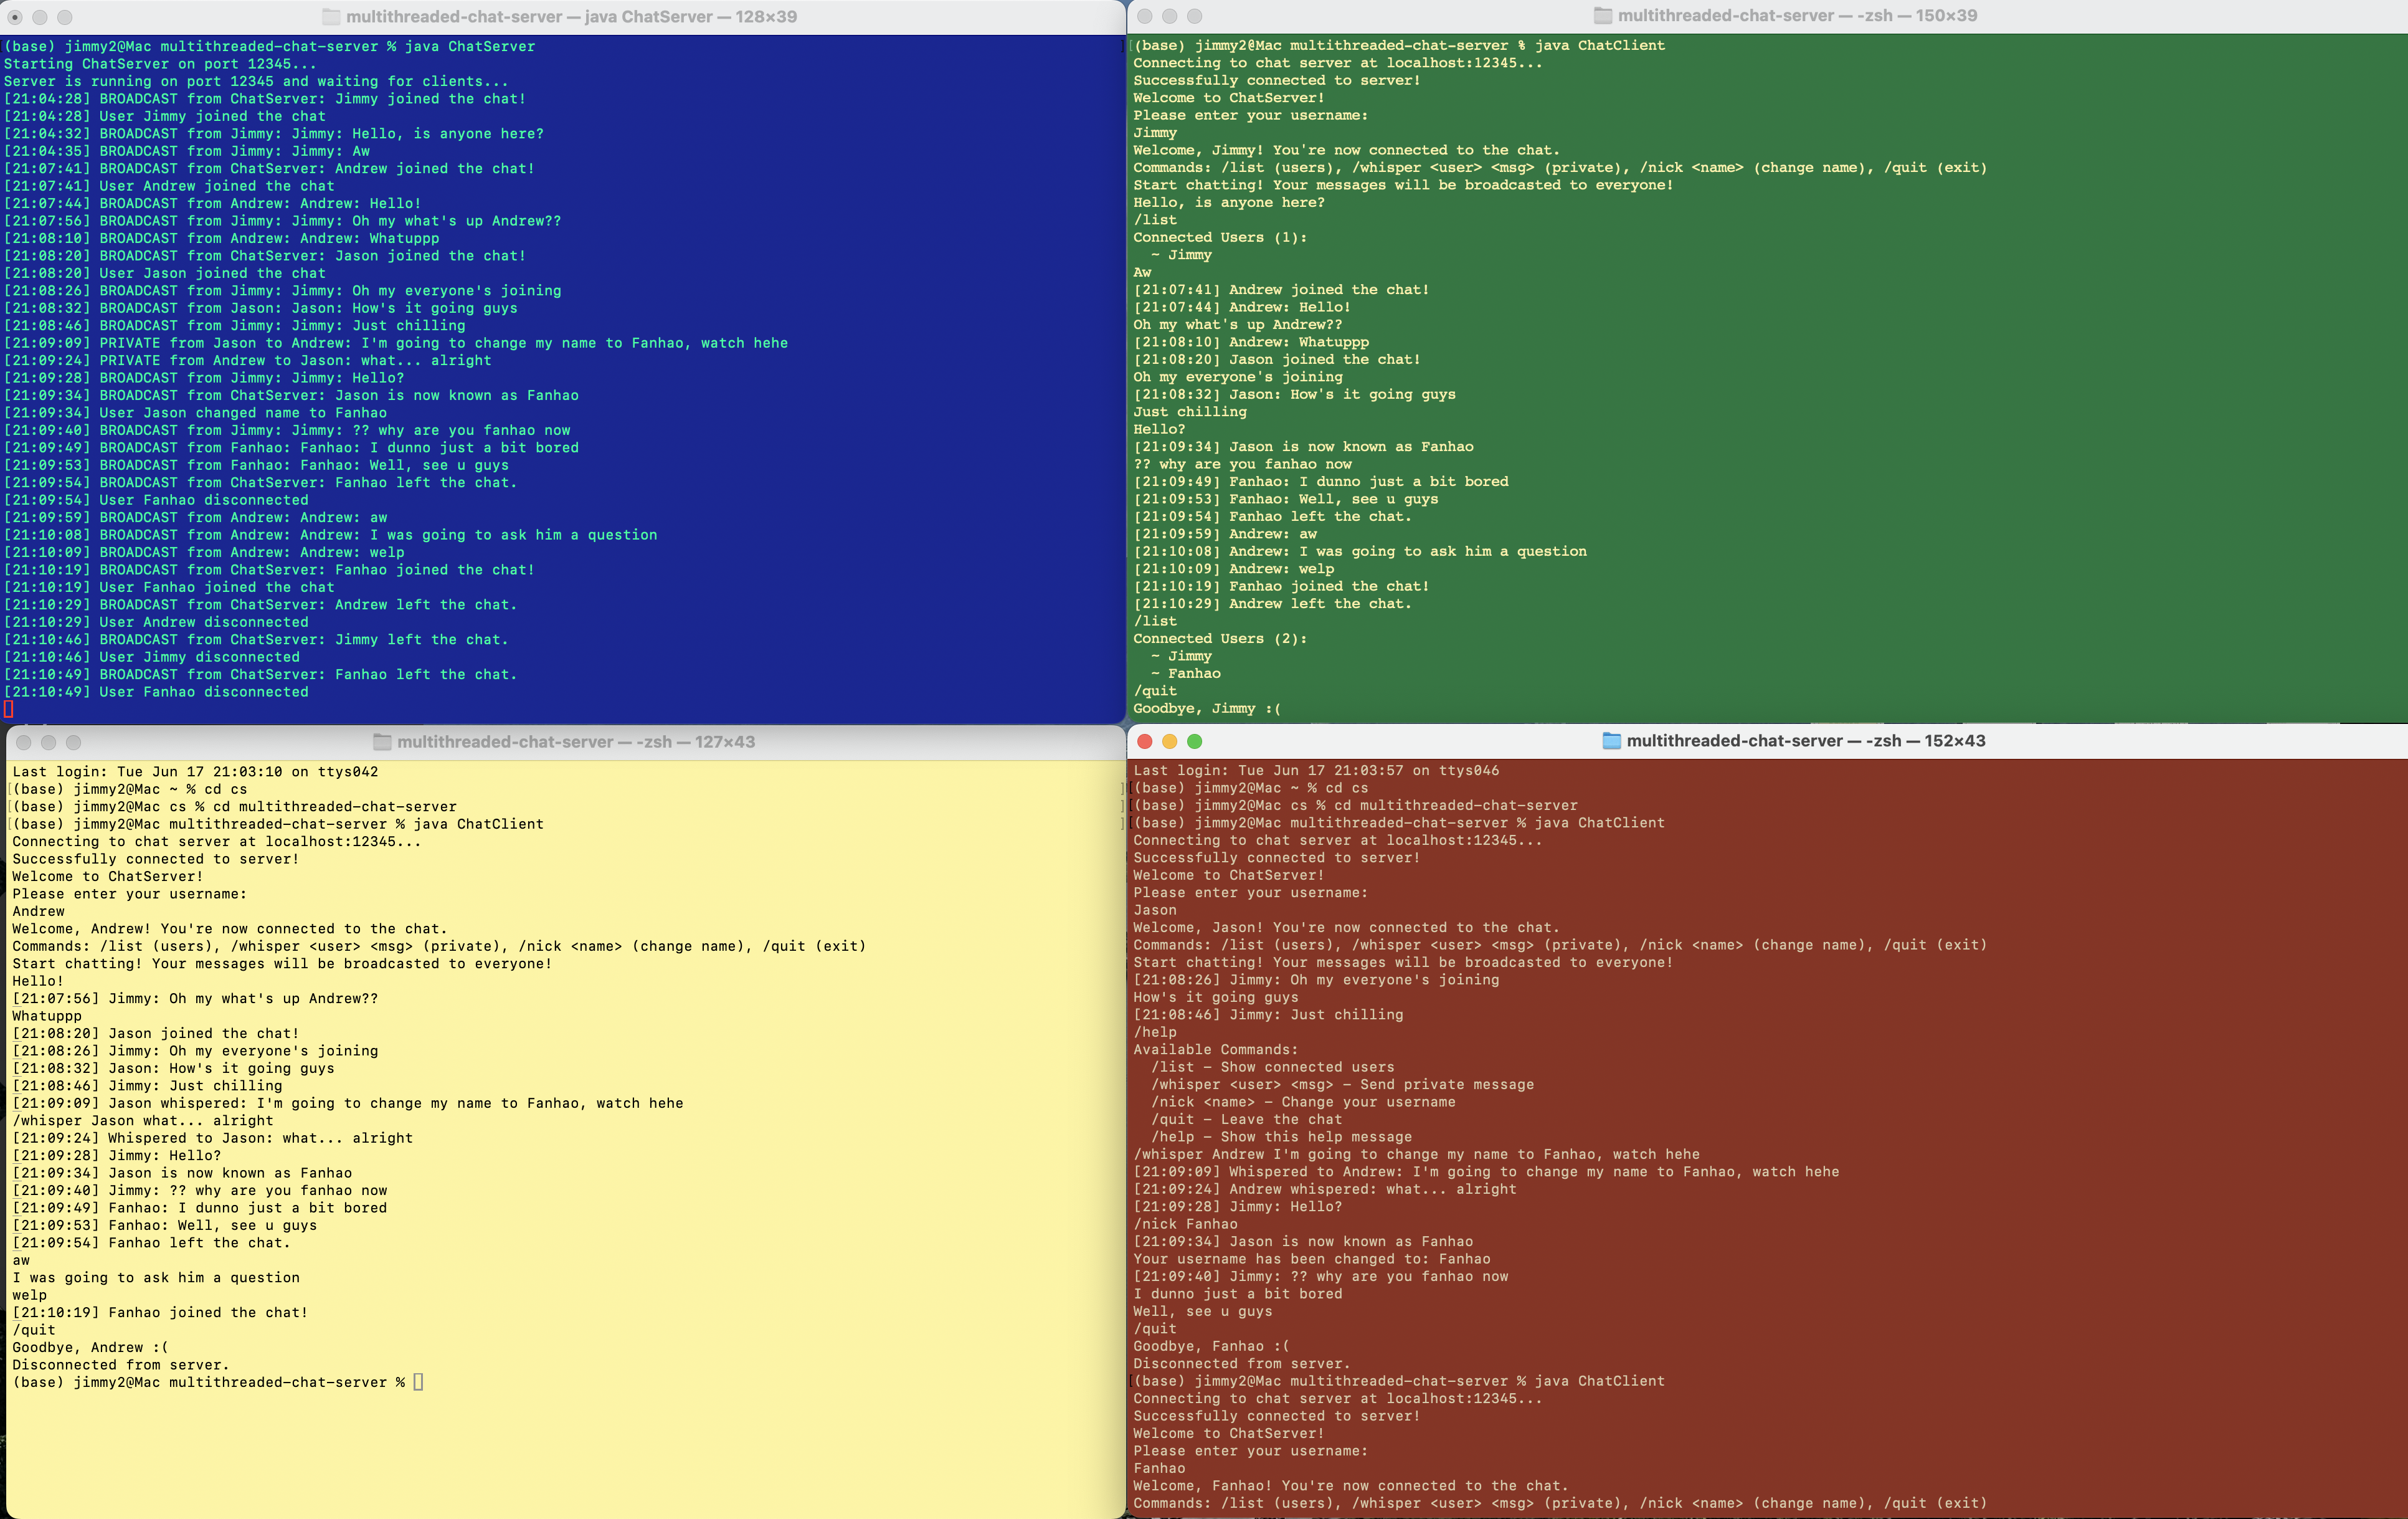 multithreaded-chat-server — java ChatServer — 128×39
(base) jimmy2@Mac multithreaded-chat-server % java ChatServer
Starting ChatServer on port 12345...
Server is running on port 12345 and waiting for clients...
[21:04:28] BROADCAST from ChatServer: Jimmy joined the chat!
[21:04:28] User Jimmy joined the chat
[21:04:32] BROADCAST from Jimmy: Jimmy: Hello, is anyone here?
[21:04:35] BROADCAST from Jimmy: Jimmy: Aw
[21:07:41] BROADCAST from ChatServer: Andrew joined the chat!
[21:07:41] User Andrew joined the chat
[21:07:44] BROADCAST from Andrew: Andrew: Hello!
[21:07:56] BROADCAST from Jimmy: Jimmy: Oh my what's up Andrew??
[21:08:10] BROADCAST from Andrew: Andrew: Whatuppp
[21:08:20] BROADCAST from ChatServer: Jason joined the chat!
[21:08:20] User Jason joined the chat
[21:08:26] BROADCAST from Jimmy: Jimmy: Oh my everyone's joining
[21:08:32] BROADCAST from Jason: Jason: How's it going guys
[21:08:46] BROADCAST from Jimmy: Jimmy: Just chilling
[21:09:09] PRIVATE from Jason to Andrew: I'm going to change my name to Fanhao, watch hehe
[21:09:24] PRIVATE from Andrew to Jason: what... alright
[21:09:28] BROADCAST from Jimmy: Jimmy: Hello?
[21:09:34] BROADCAST from ChatServer: Jason is now known as Fanhao
[21:09:34] User Jason changed name to Fanhao
[21:09:40] BROADCAST from Jimmy: Jimmy: ?? why are you fanhao now
[21:09:49] BROADCAST from Fanhao: Fanhao: I dunno just a bit bored
[21:09:53] BROADCAST from Fanhao: Fanhao: Well, see u guys
[21:09:54] BROADCAST from ChatServer: Fanhao left the chat.
[21:09:54] User Fanhao disconnected
[21:09:59] BROADCAST from Andrew: Andrew: aw
[21:10:08] BROADCAST from Andrew: Andrew: I was going to ask him a question
[21:10:09] BROADCAST from Andrew: Andrew: welp
[21:10:19] BROADCAST from ChatServer: Fanhao joined the chat!
[21:10:19] User Fanhao joined the chat
[21:10:29] BROADCAST from ChatServer: Andrew left the chat.
[21:10:29] User Andrew disconnected
[21:10:46] BROADCAST from ChatServer: Jimmy left the chat.
[21:10:46] User Jimmy disconnected
[21:10:49] BROADCAST from ChatServer: Fanhao left the chat.
[21:10:49] User Fanhao disconnected
multithreaded-chat-server — -zsh — 150×39
(base) jimmy2@Mac multithreaded-chat-server % java ChatClient
Connecting to chat server at localhost:12345...
Successfully connected to server!
Welcome to ChatServer!
Please enter your username:
Jimmy
Welcome, Jimmy! You're now connected to the chat.
Commands: /list (users), /whisper <user> <msg> (private), /nick <name> (change name), /quit (exit)
Start chatting! Your messages will be broadcasted to everyone!
Hello, is anyone here?
/list
Connected Users (1):
~ Jimmy
Aw
[21:07:41] Andrew joined the chat!
[21:07:44] Andrew: Hello!
Oh my what's up Andrew??
[21:08:10] Andrew: Whatuppp
[21:08:20] Jason joined the chat!
Oh my everyone's joining
[21:08:32] Jason: How's it going guys
Just chilling
Hello?
[21:09:34] Jason is now known as Fanhao
?? why are you fanhao now
[21:09:49] Fanhao: I dunno just a bit bored
[21:09:53] Fanhao: Well, see u guys
[21:09:54] Fanhao left the chat.
[21:09:59] Andrew: aw
[21:10:08] Andrew: I was going to ask him a question
[21:10:09] Andrew: welp
[21:10:19] Fanhao joined the chat!
[21:10:29] Andrew left the chat.
/list
Connected Users (2):
~ Jimmy
~ Fanhao
/quit
Goodbye, Jimmy :(
multithreaded-chat-server — -zsh — 127×43
Last login: Tue Jun 17 21:03:10 on ttys042
(base) jimmy2@Mac ~ % cd cs
(base) jimmy2@Mac cs % cd multithreaded-chat-server
(base) jimmy2@Mac multithreaded-chat-server % java ChatClient
Connecting to chat server at localhost:12345...
Successfully connected to server!
Welcome to ChatServer!
Please enter your username:
Andrew
Welcome, Andrew! You're now connected to the chat.
Commands: /list (users), /whisper <user> <msg> (private), /nick <name> (change name), /quit (exit)
Start chatting! Your messages will be broadcasted to everyone!
Hello!
[21:07:56] Jimmy: Oh my what's up Andrew??
Whatuppp
[21:08:20] Jason joined the chat!
[21:08:26] Jimmy: Oh my everyone's joining
[21:08:32] Jason: How's it going guys
[21:08:46] Jimmy: Just chilling
[21:09:09] Jason whispered: I'm going to change my name to Fanhao, watch hehe
/whisper Jason what... alright
[21:09:24] Whispered to Jason: what... alright
[21:09:28] Jimmy: Hello?
[21:09:34] Jason is now known as Fanhao
[21:09:40] Jimmy: ?? why are you fanhao now
[21:09:49] Fanhao: I dunno just a bit bored
[21:09:53] Fanhao: Well, see u guys
[21:09:54] Fanhao left the chat.
aw
I was going to ask him a question
welp
[21:10:19] Fanhao joined the chat!
/quit
Goodbye, Andrew :(
Disconnected from server.
(base) jimmy2@Mac multithreaded-chat-server %
multithreaded-chat-server — -zsh — 152×43
Last login: Tue Jun 17 21:03:57 on ttys046
(base) jimmy2@Mac ~ % cd cs
(base) jimmy2@Mac cs % cd multithreaded-chat-server
(base) jimmy2@Mac multithreaded-chat-server % java ChatClient
Connecting to chat server at localhost:12345...
Successfully connected to server!
Welcome to ChatServer!
Please enter your username:
Jason
Welcome, Jason! You're now connected to the chat.
Commands: /list (users), /whisper <user> <msg> (private), /nick <name> (change name), /quit (exit)
Start chatting! Your messages will be broadcasted to everyone!
[21:08:26] Jimmy: Oh my everyone's joining
How's it going guys
[21:08:46] Jimmy: Just chilling
/help
Available Commands:
/list – Show connected users
/whisper <user> <msg> – Send private message
/nick <name> – Change your username
/quit – Leave the chat
/help – Show this help message
/whisper Andrew I'm going to change my name to Fanhao, watch hehe
[21:09:09] Whispered to Andrew: I'm going to change my name to Fanhao, watch hehe
[21:09:24] Andrew whispered: what... alright
[21:09:28] Jimmy: Hello?
/nick Fanhao
[21:09:34] Jason is now known as Fanhao
Your username has been changed to: Fanhao
[21:09:40] Jimmy: ?? why are you fanhao now
I dunno just a bit bored
Well, see u guys
/quit
Goodbye, Fanhao :(
Disconnected from server.
(base) jimmy2@Mac multithreaded-chat-server % java ChatClient
Connecting to chat server at localhost:12345...
Successfully connected to server!
Welcome to ChatServer!
Please enter your username:
Fanhao
Welcome, Fanhao! You're now connected to the chat.
Commands: /list (users), /whisper <user> <msg> (private), /nick <name> (change name), /quit (exit)